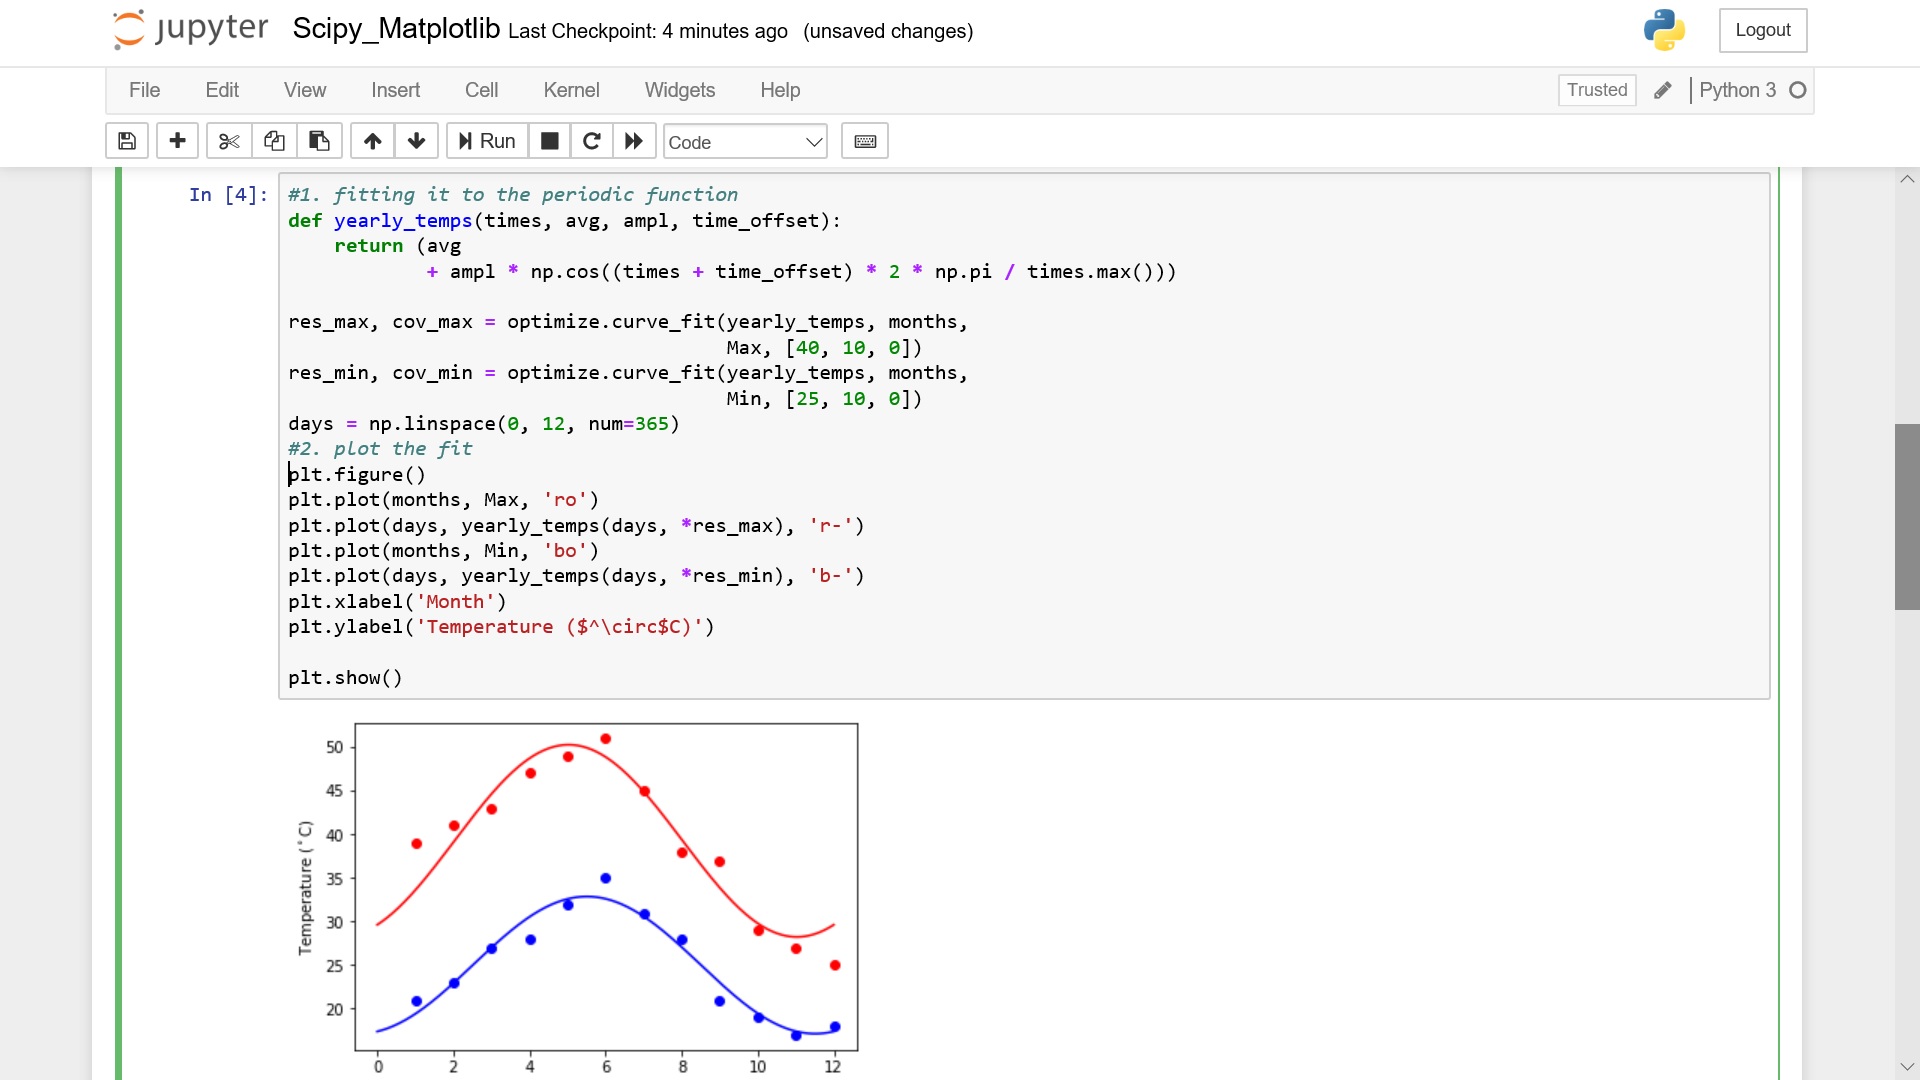 jupyter Scipy_Matplotlib Last Checkpoint: 4 minutes ago (unsaved changes) Logout
File Edit View Insert Cell Kernel Widgets Help Trusted Python 3
Run Code
In [4]: #1. fitting it to the periodic function
def yearly_temps(times, avg, ampl, time_offset):
    return (avg
            + ampl * np.cos((times + time_offset) * 2 * np.pi / times.max()))
res_max, cov_max = optimize.curve_fit(yearly_temps, months,
                                      Max, [40, 10, 0])
res_min, cov_min = optimize.curve_fit(yearly_temps, months,
                                      Min, [25, 10, 0])
days = np.linspace(0, 12, num=365)
#2. plot the fit
plt.figure()
plt.plot(months, Max, 'ro')
plt.plot(days, yearly_temps(days, *res_max), 'r-')
plt.plot(months, Min, 'bo')
plt.plot(days, yearly_temps(days, *res_min), 'b-')
plt.xlabel('Month')
plt.ylabel('Temperature ($^\circ$C)')
plt.show()
50
45
40
35
30
25
20
Temperature (°C)
0 2 4 6 8 10 12